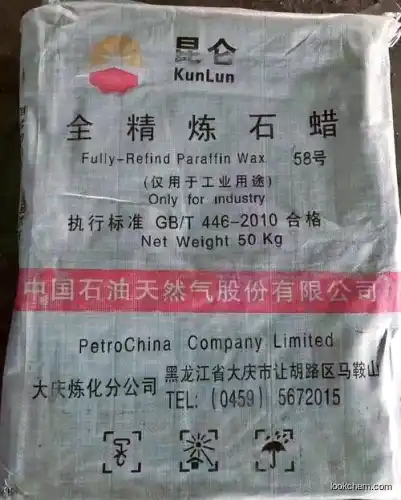 昆仑
KunLun
全精炼石蜡
Fully-Refind Paraffin Wax 58号
(仅用于工业用途)
Only for industry
执行标准 GB/T 446-2010 合格
Net Weight 50 Kg
中国石油天然气股份有限公司
PetroChina Company Limited
大庆炼化分公司 黑龙江省大庆市让胡路区马鞍山
TEL: (0459) 5672015
lookchem.com